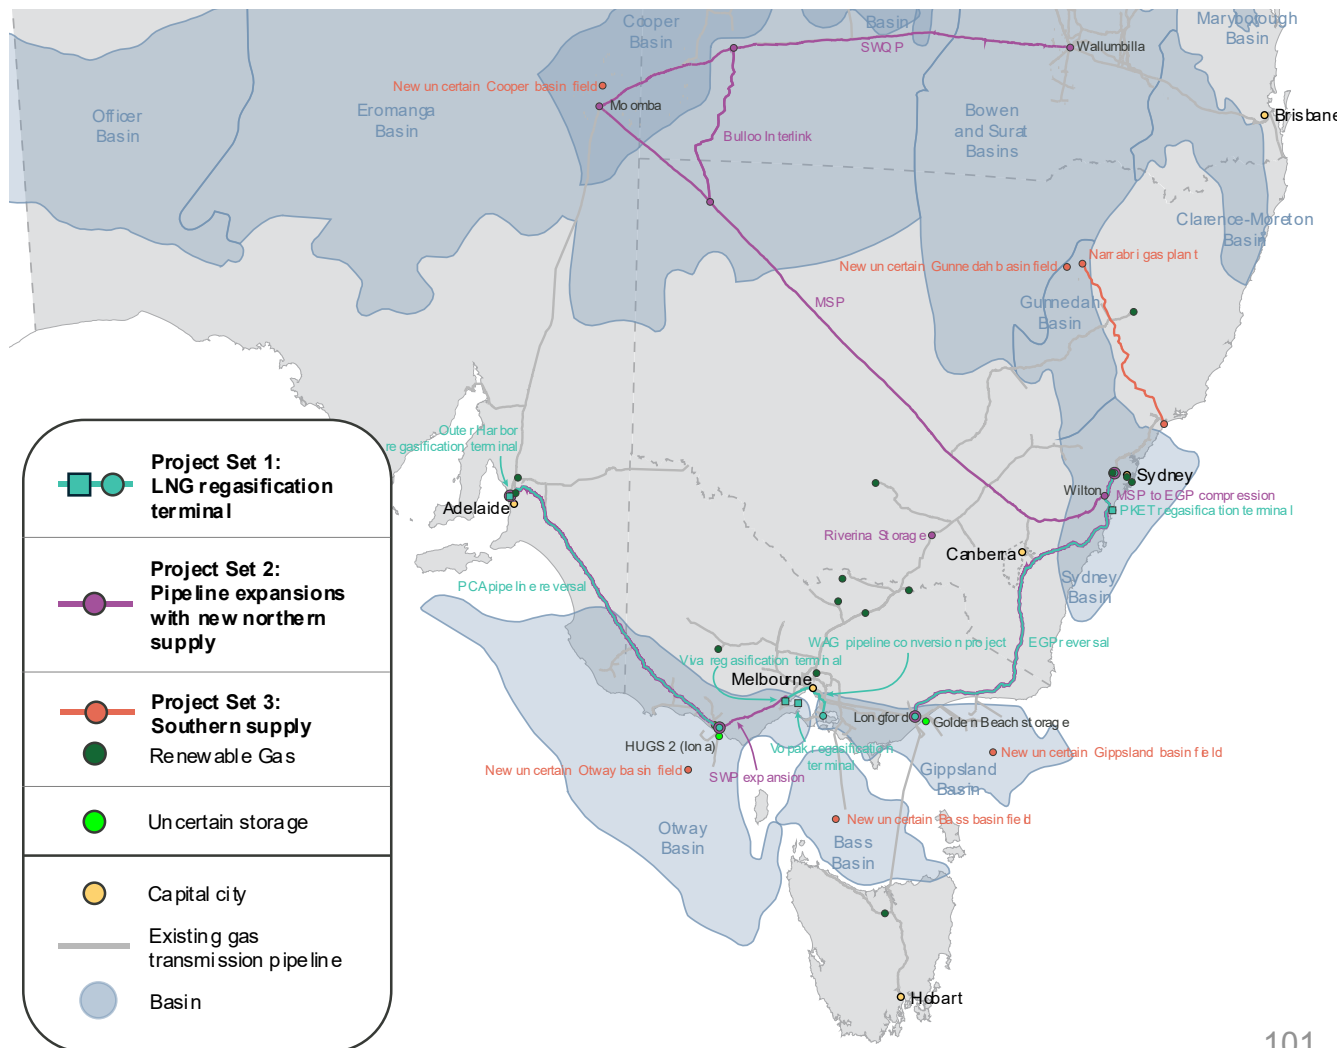 Cooper
Basin
Basin
Maryborough
Basin
SWQP
Wallumbilla
New uncertain Cooper basin field
Moomba
Officer
Basin
Eromanga
Basin
Bowen
and Surat
Basins
Brisbane
Bulloo Interlink
Clarence-Moreton
Basin
Narrabri gas plant
New uncertain Gunnedah basin field
MSP
Gunnedah
Basin
Outer Harbor
regasification terminal
Adelaide
Sydney
Wilton
MSP to EGP compression
PKET regasification terminal
Riverina Storage
Canberra
Sydney
Basin
PCA pipeline reversal
WAG pipeline conversion project
EGP reversal
Viva regasification terminal
Melbourne
Longford
Golden Beach storage
HUGS 2 (Iona)
Vopak regasification
terminal
New uncertain Gippsland basin field
Gippsland
Basin
New uncertain Otway basin field
SWP expansion
New uncertain Bass basin field
Otway
Basin
Bass
Basin
Hobart
Project Set 1:
LNG regasification
terminal
Project Set 2:
Pipeline expansions
with new northern
supply
Project Set 3:
Southern supply
Renewable Gas
Uncertain storage
Capital city
Existing gas
transmission pipeline
Basin
101